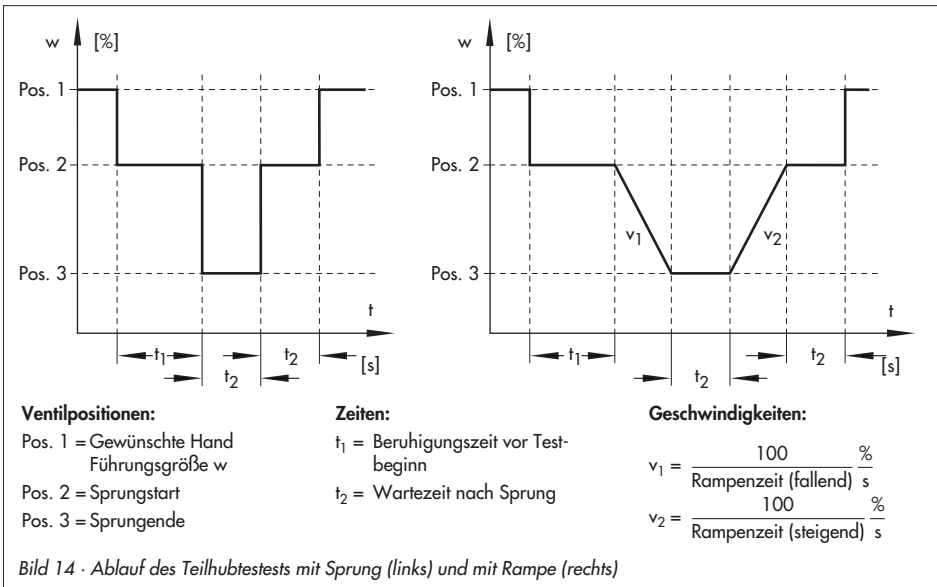 w [%]
Pos. 1
Pos. 2
Pos. 3
t
t1
t2
t2
[s]
w [%]
Pos. 1
Pos. 2
Pos. 3
v1
v2
t
t1
t2
t2
[s]
Ventilpositionen:
Pos. 1 = Gewünschte Hand
Führungsgröße w
Pos. 2 = Sprungstart
Pos. 3 = Sprungende
Zeiten:
t1 = Beruhigungszeit vor Test-
beginn
t2 = Wartezeit nach Sprung
Geschwindigkeiten:
v1 = 100 / Rampenzeit (fallend) % / s
v2 = 100 / Rampenzeit (steigend) % / s
Bild 14 · Ablauf des Teilhubtestests mit Sprung (links) und mit Rampe (rechts)